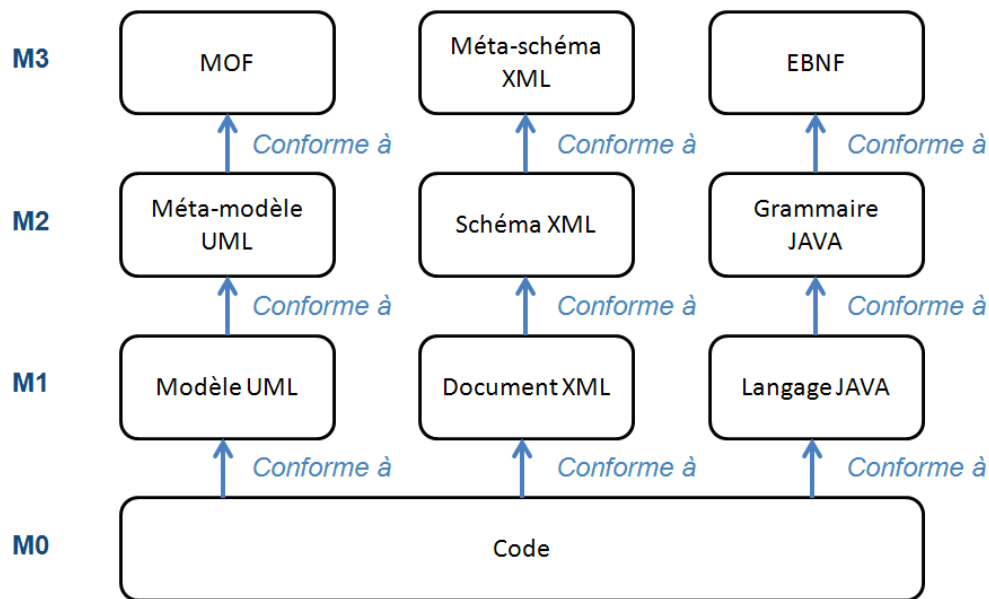 M3
MOF
Méta-schéma
XML
EBNF
Conforme à
Conforme à
Conforme à
M2
Méta-modèle
UML
Schéma XML
Grammaire
JAVA
Conforme à
Conforme à
Conforme à
M1
Modèle UML
Document XML
Langage JAVA
Conforme à
Conforme à
Conforme à
M0
Code